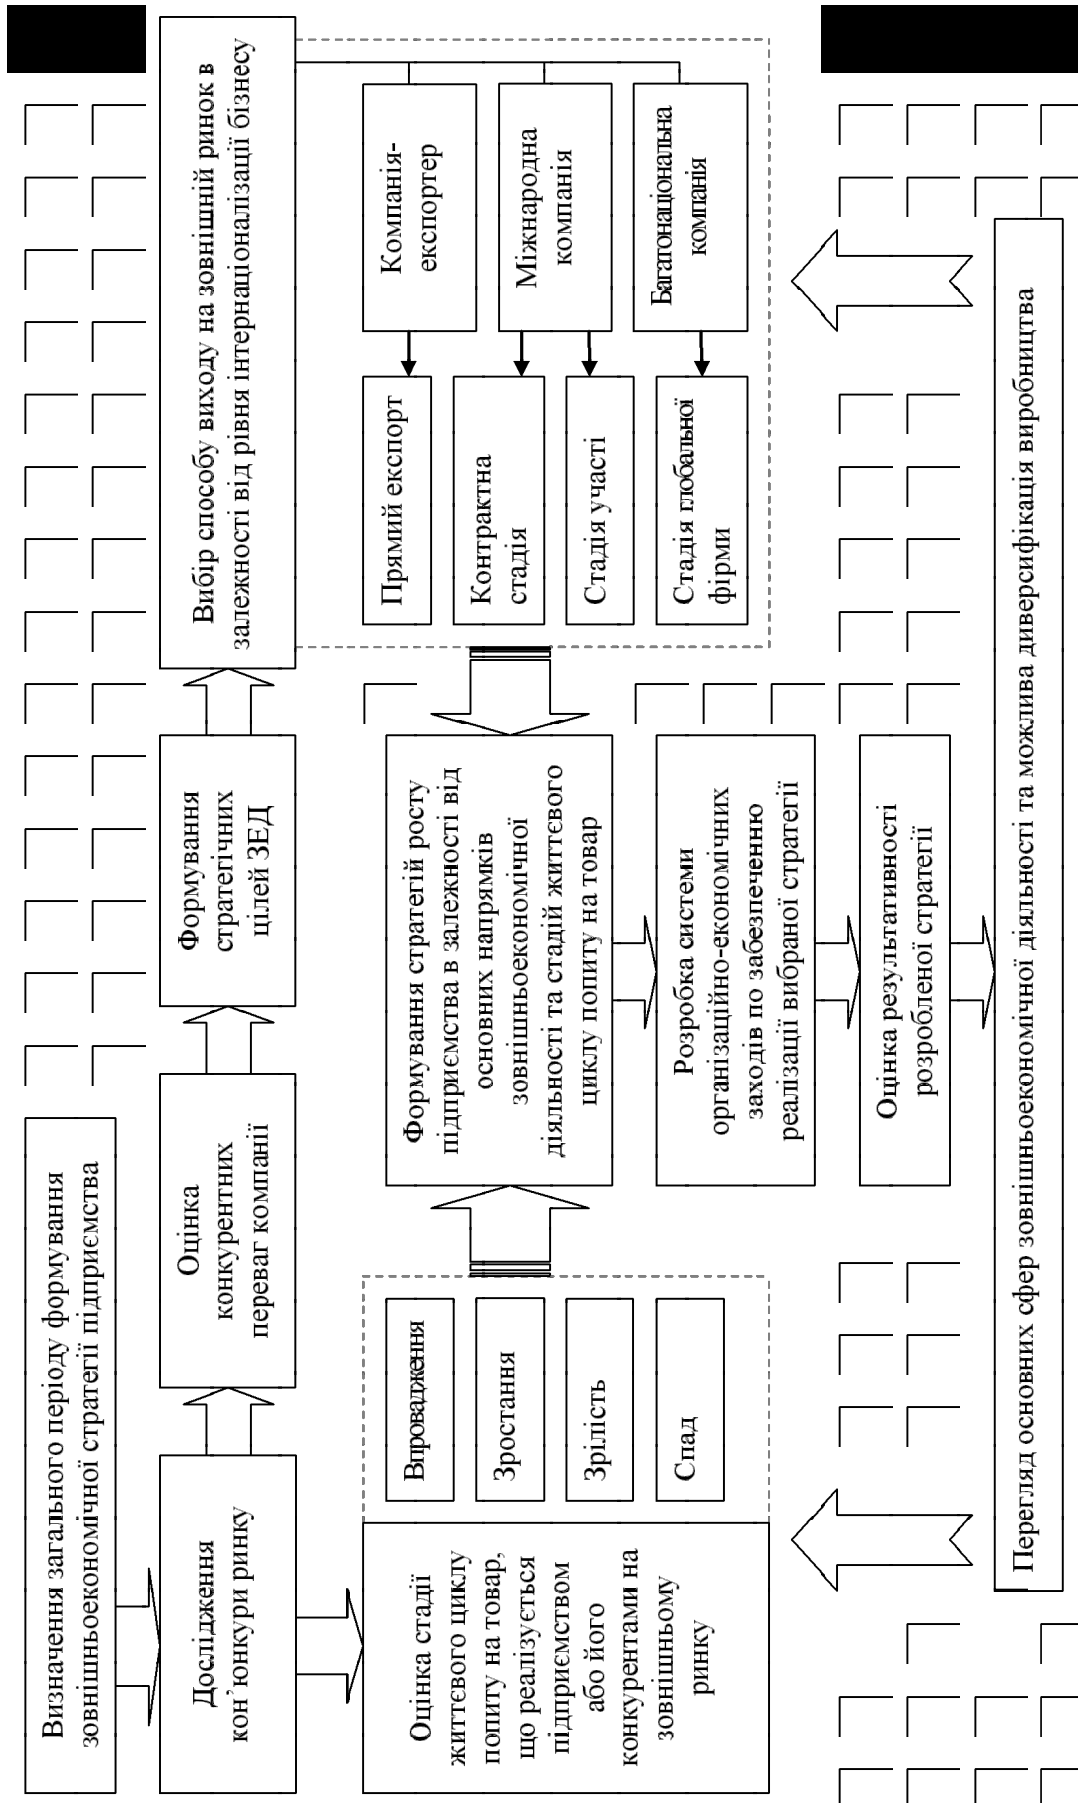 Визначення загального періоду формування
зовнішньоекономічної стратегії підприємства
Дослідження
кон’юнкури ринку
Оцінка
конкурентних
переваг компанії
Формування
стратегічних
цілей ЗЕД
Вибір способу виходу на зовнішній ринок в
залежності від рівня інтернаціоналізації бізнесу
Оцінка стадії
життєвого циклу
попиту на товар,
що реалізується
підприємством
або його
конкурентами на
зовнішньому
ринку
Впровадження
Зростання
Зрілість
Спад
Формування стратегій росту
підприємства в залежності від
основних напрямків
зовнішньоекономічної
діяльності та стадій життєвого
циклу попиту на товар
Прямий експорт
Контрактна
стадія
Стадія участі
Стадія глобальної
фірми
Компанія-
експортер
Міжнародна
компанія
Багатонаціональна
компанія
Розробка системи
організаційно-економічних
заходів по забезпеченню
реалізації вибраної стратегії
Оцінка результативності
розробленої стратегії
Перегляд основних сфер зовнішньоекономічної діяльності та можлива диверсифікація виробництва